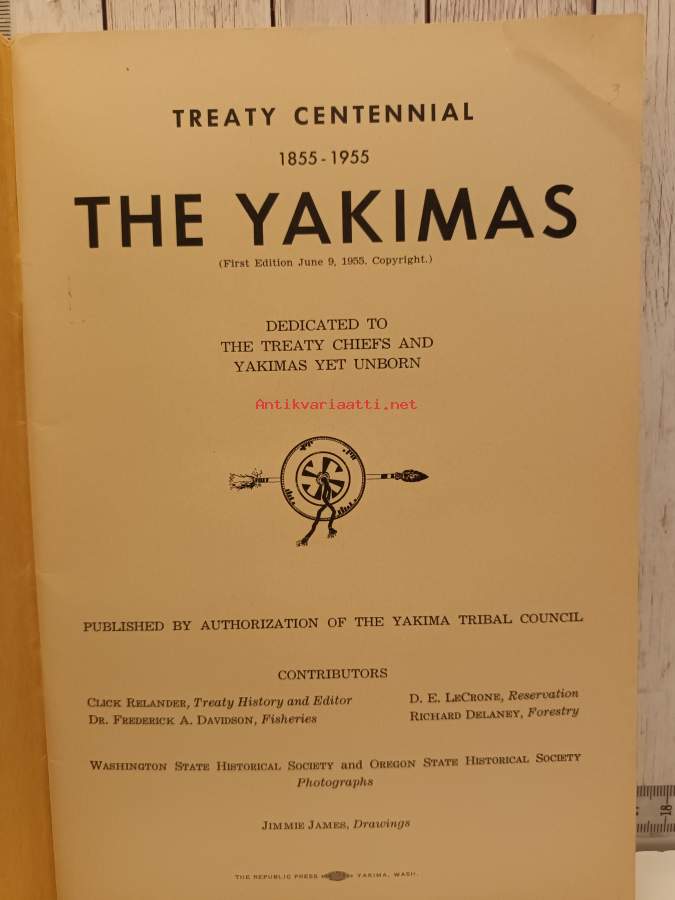 TREATY CENTENNIAL
1855-1955
THE YAKIMAS
(First Edition June 9, 1955. Copyright.)
DEDICATED TO
THE TREATY CHIEFS AND
YAKIMAS YET UNBORN
Antikvariaatti.net
PUBLISHED BY AUTHORIZATION OF THE YAKIMA TRIBAL COUNCIL
CONTRIBUTORS
CLICK RELANDER, Treaty History and Editor
DR. FREDERICK A. DAVIDSON, Fisheries
D. E. LECRONE, Reservation
RICHARD DELANEY, Forestry
WASHINGTON STATE HISTORICAL SOCIETY and OREGON STATE HISTORICAL SOCIETY
Photographs
JIMMIE JAMES, Drawings
THE REPUBLIC PRESS YAKIMA, WASH.
18